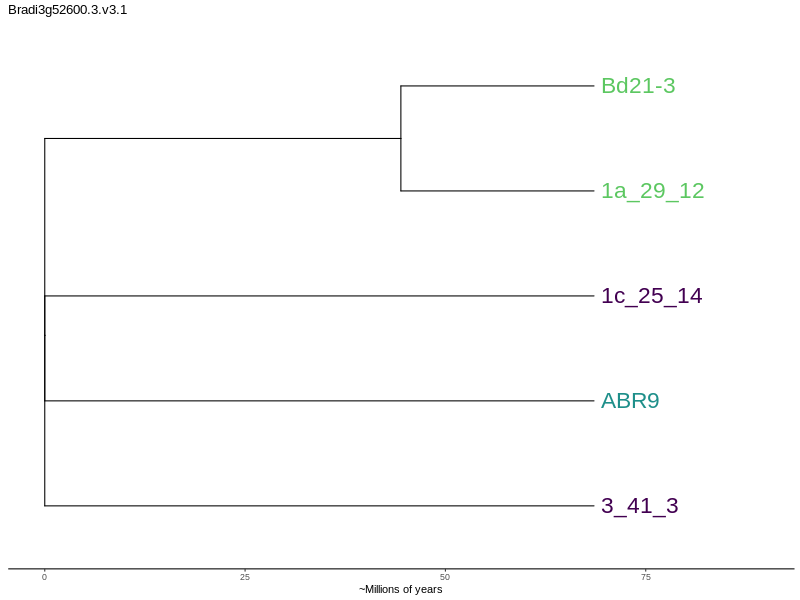 Bradi3g52600.3.v3.1
Bd21-3
1a_29_12
1c_25_14
ABR9
3_41_3
0 25 50 75
~Millions of years